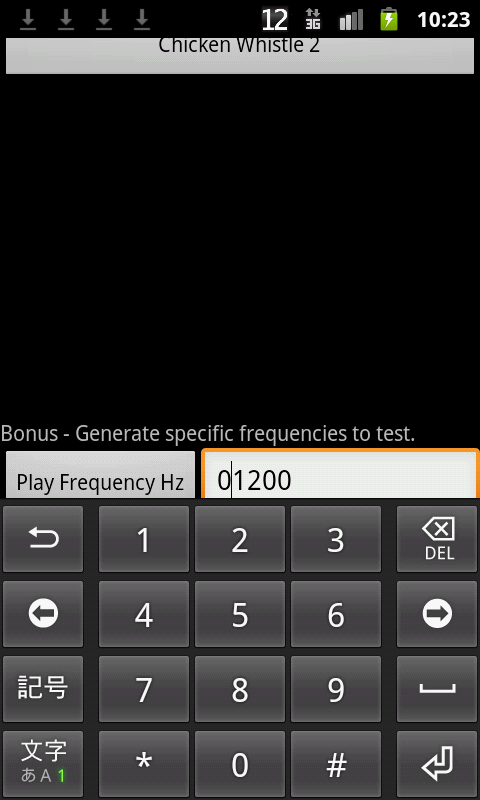 12 3G 10:23
Chicken Whistle 2
Bonus - Generate specific frequencies to test.
Play Frequency Hz 01200
1 2 3 DEL
4 5 6
記号 7 8 9
文字 あA1 * 0 #